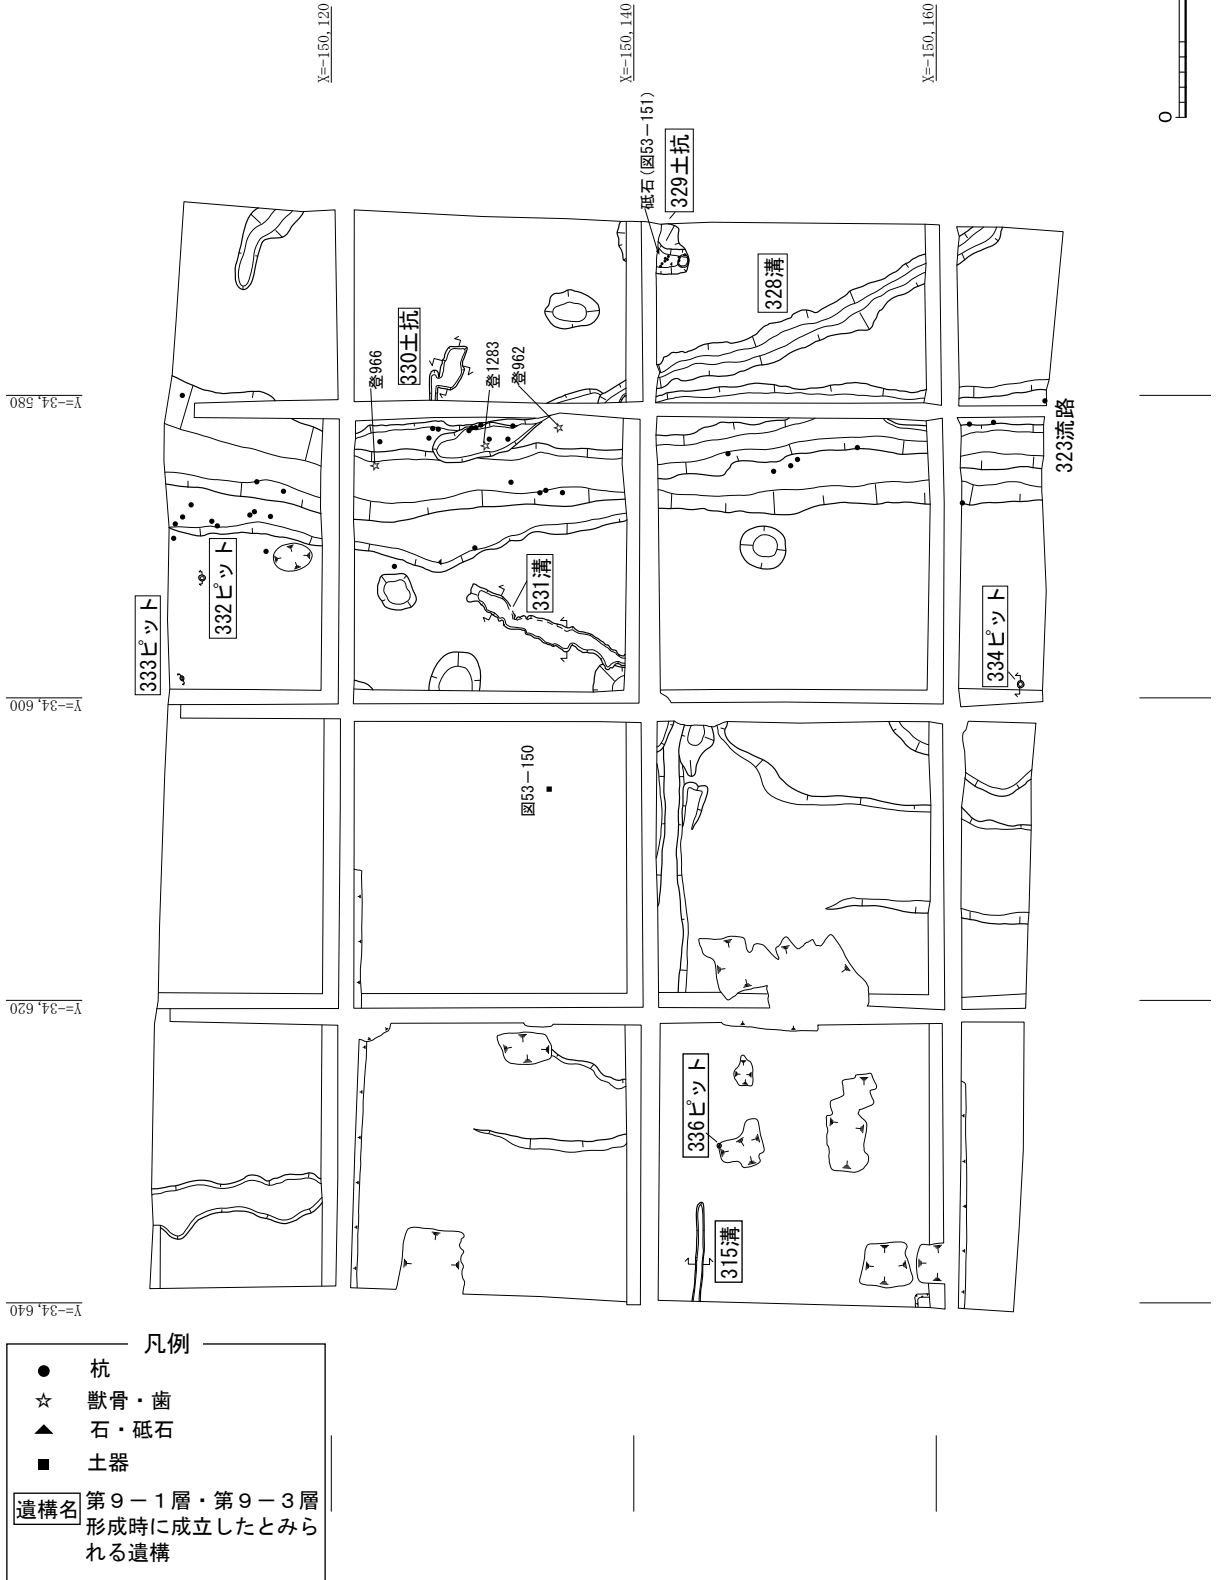 X=-150,120
X=-150,140
X=-150,160
0
砥石(図53−151)
329土抗
328溝
330土抗
登966
登1283
登962
Y=-34,580
323流路
332ピット
333ピット
331溝
334ピット
Y=-34,600
図53−150
Y=-34,620
336ピット
315溝
Y=-34,640
凡例
● 杭
☆ 獣骨・歯
▲ 石・砥石
■ 土器
遺構名 第9−1層・第9−3層
形成時に成立したとみら
れる遺構